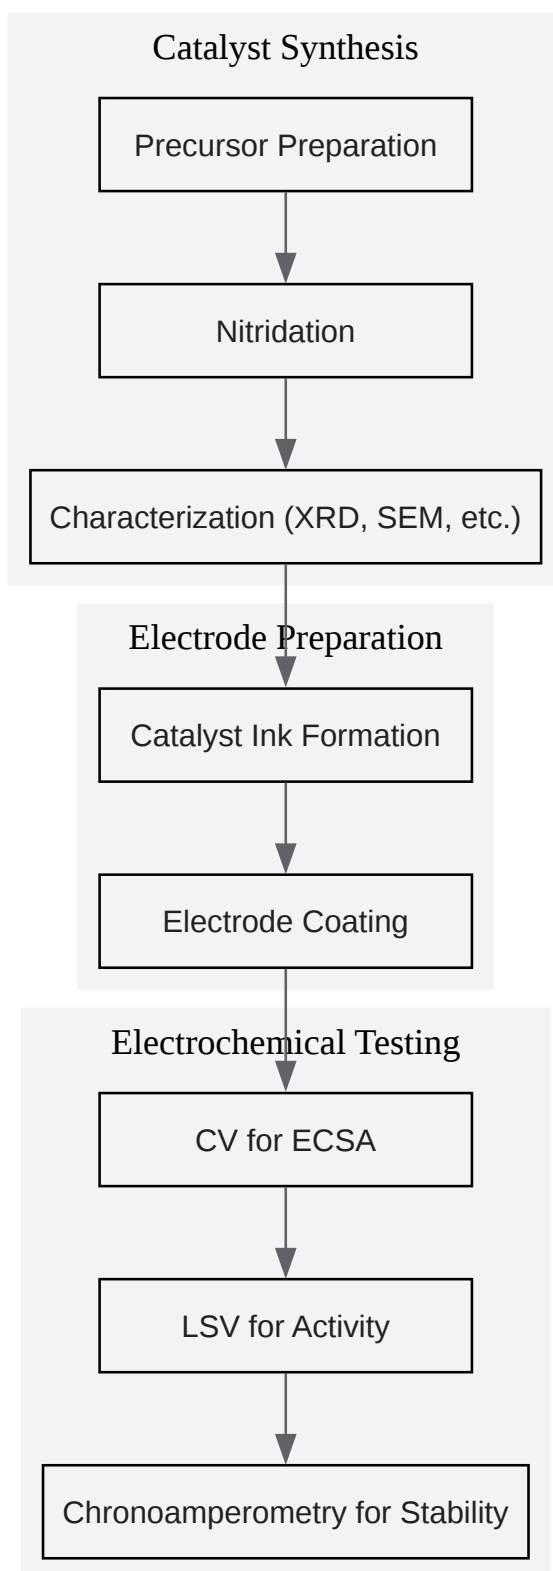 Catalyst Synthesis
Precursor Preparation
Nitridation
Characterization (XRD, SEM, etc.)
Electrode Preparation
Catalyst Ink Formation
Electrode Coating
Electrochemical Testing
CV for ECSA
LSV for Activity
Chronoamperometry for Stability